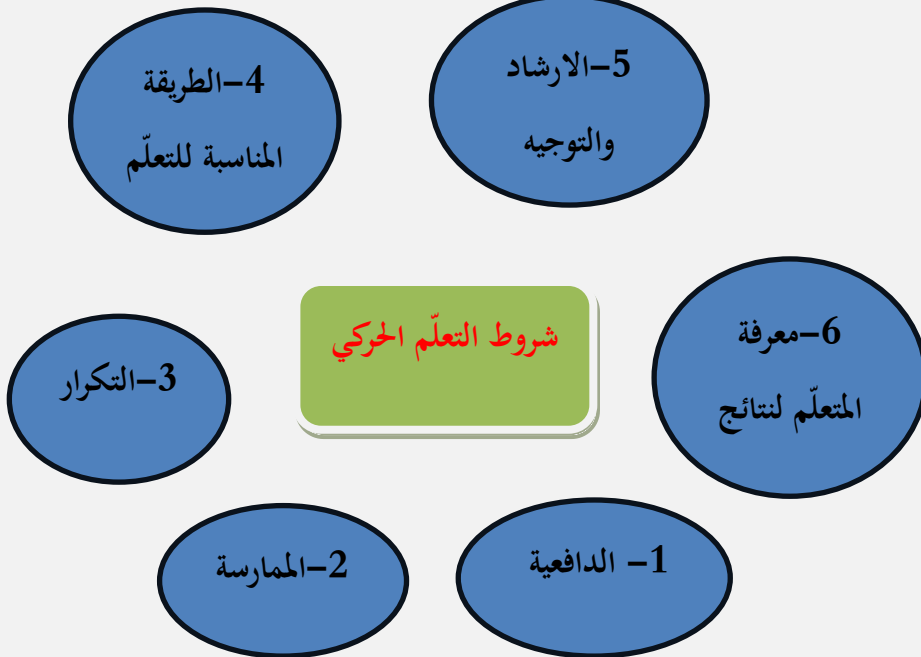 5–الارشاد
والتوجيه
4–الطريقة
المناسبة للتعلّم
شروط التعلّم الحركي
6–معرفة
المتعلّم لنتائج
3–التكرار
1– الدافعية
2–الممارسة